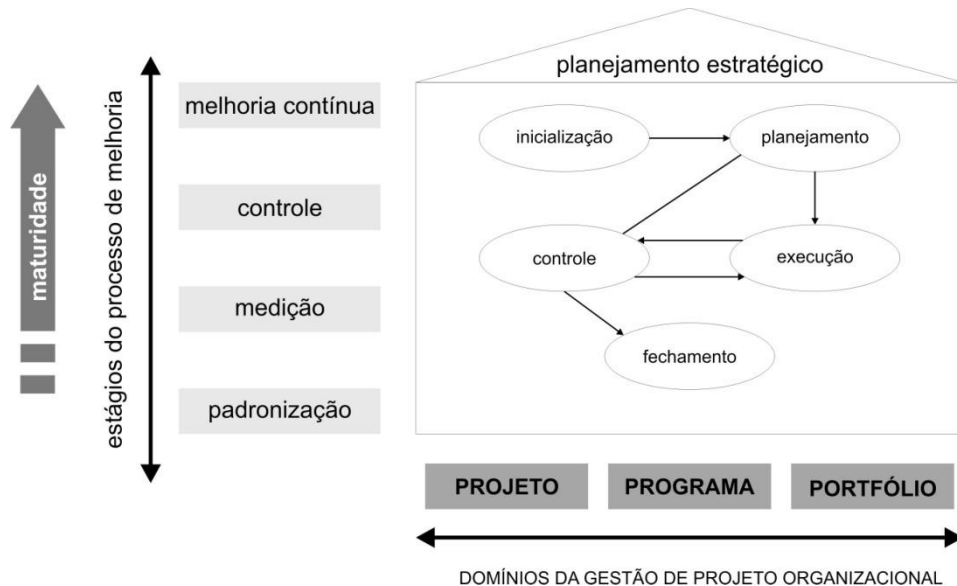 planejamento estratégico
maturidade
estágios do processo de melhoria
melhoria contínua
controle
medição
padronização
inicialização
planejamento
controle
execução
fechamento
PROJETO
PROGRAMA
PORTFÓLIO
DOMÍNIOS DA GESTÃO DE PROJETO ORGANIZACIONAL